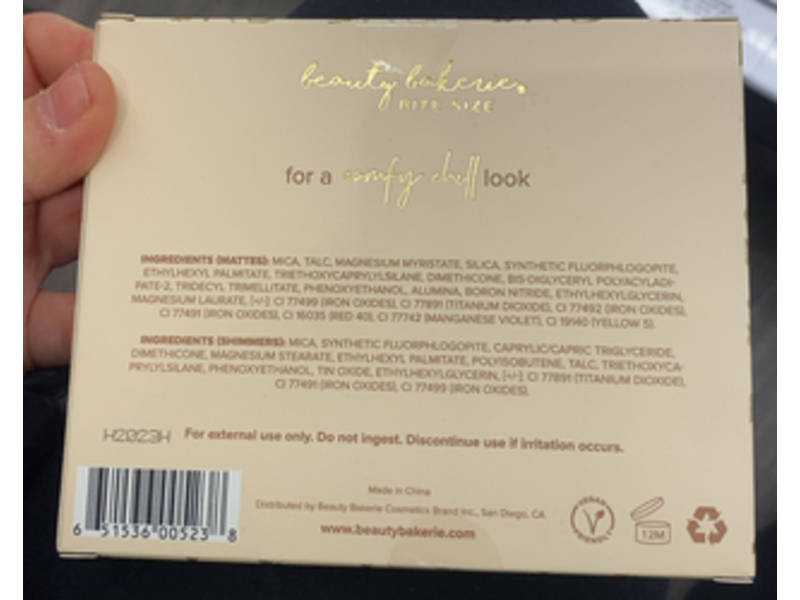 beauty bakerie
BITE SIZE
for a comfy chill look
INGREDIENTS (MATTES): MICA, TALC, MAGNESIUM MYRISTATE, SILICA, SYNTHETIC FLUORPHLOGOPITE,
ETHYLHEXYL PALMITATE, TRIETHOXYCAPRYLYLSILANE, DIMETHICONE, BIS-DIGLYCERYL POLYACYLADI-
PATE-2, TRIDECYL TRIMELLITATE, PHENOXYETHANOL, ALUMINA, BORON NITRIDE, ETHYLHEXYLGLYCERIN,
MAGNESIUM LAURATE, [+/-]: CI 77499 (IRON OXIDES), CI 77891 (TITANIUM DIOXIDE), CI 77492 (IRON OXIDES),
CI 77491 (IRON OXIDES), CI 16035 (RED 40), CI 77742 (MANGANESE VIOLET), CI 19140 (YELLOW 5).
INGREDIENTS (SHIMMERS): MICA, SYNTHETIC FLUORPHLOGOPITE, CAPRYLIC/CAPRIC TRIGLYCERIDE,
DIMETHICONE, MAGNESIUM STEARATE, ETHYLHEXYL PALMITATE, POLYISOBUTENE, TALC, TRIETHOXYCA-
PRYLYLSILANE, PHENOXYETHANOL, TIN OXIDE, ETHYLHEXYLGLYCERIN, [+/-]: CI 77891 (TITANIUM DIOXIDE),
CI 77491 (IRON OXIDES), CI 77499 (IRON OXIDES).
H2023H For external use only. Do not ingest. Discontinue use if irritation occurs.
Made in China
Distributed by Beauty Bakerie Cosmetics Brand Inc., San Diego, CA
www.beautybakerie.com
6 51536 00523 8
VEGAN FRIENDLY
12M